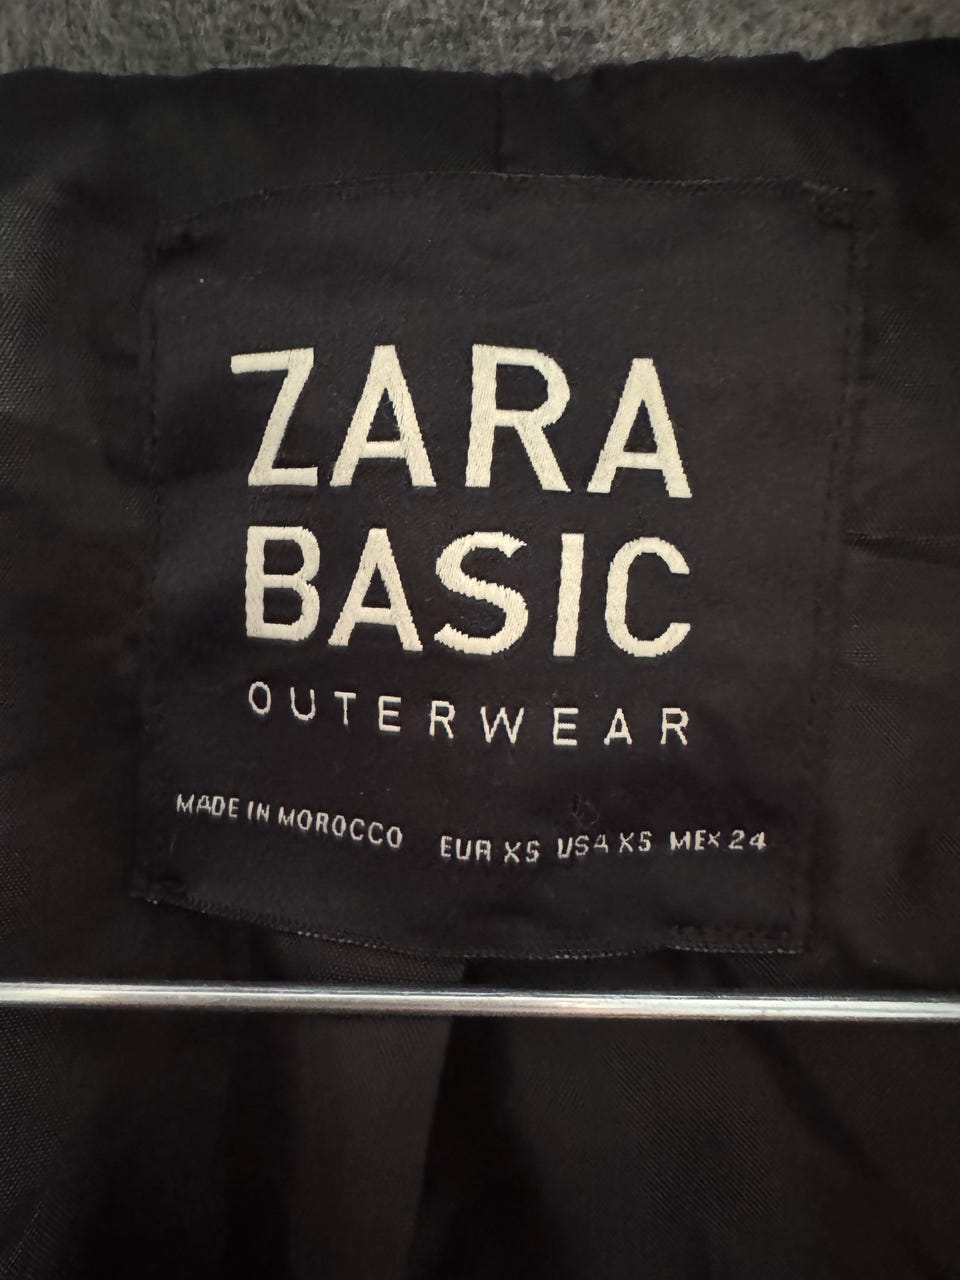 ZARA
BASIC
OUTERWEAR
MADE IN MOROCCO EUR XS USA XS MEX 24